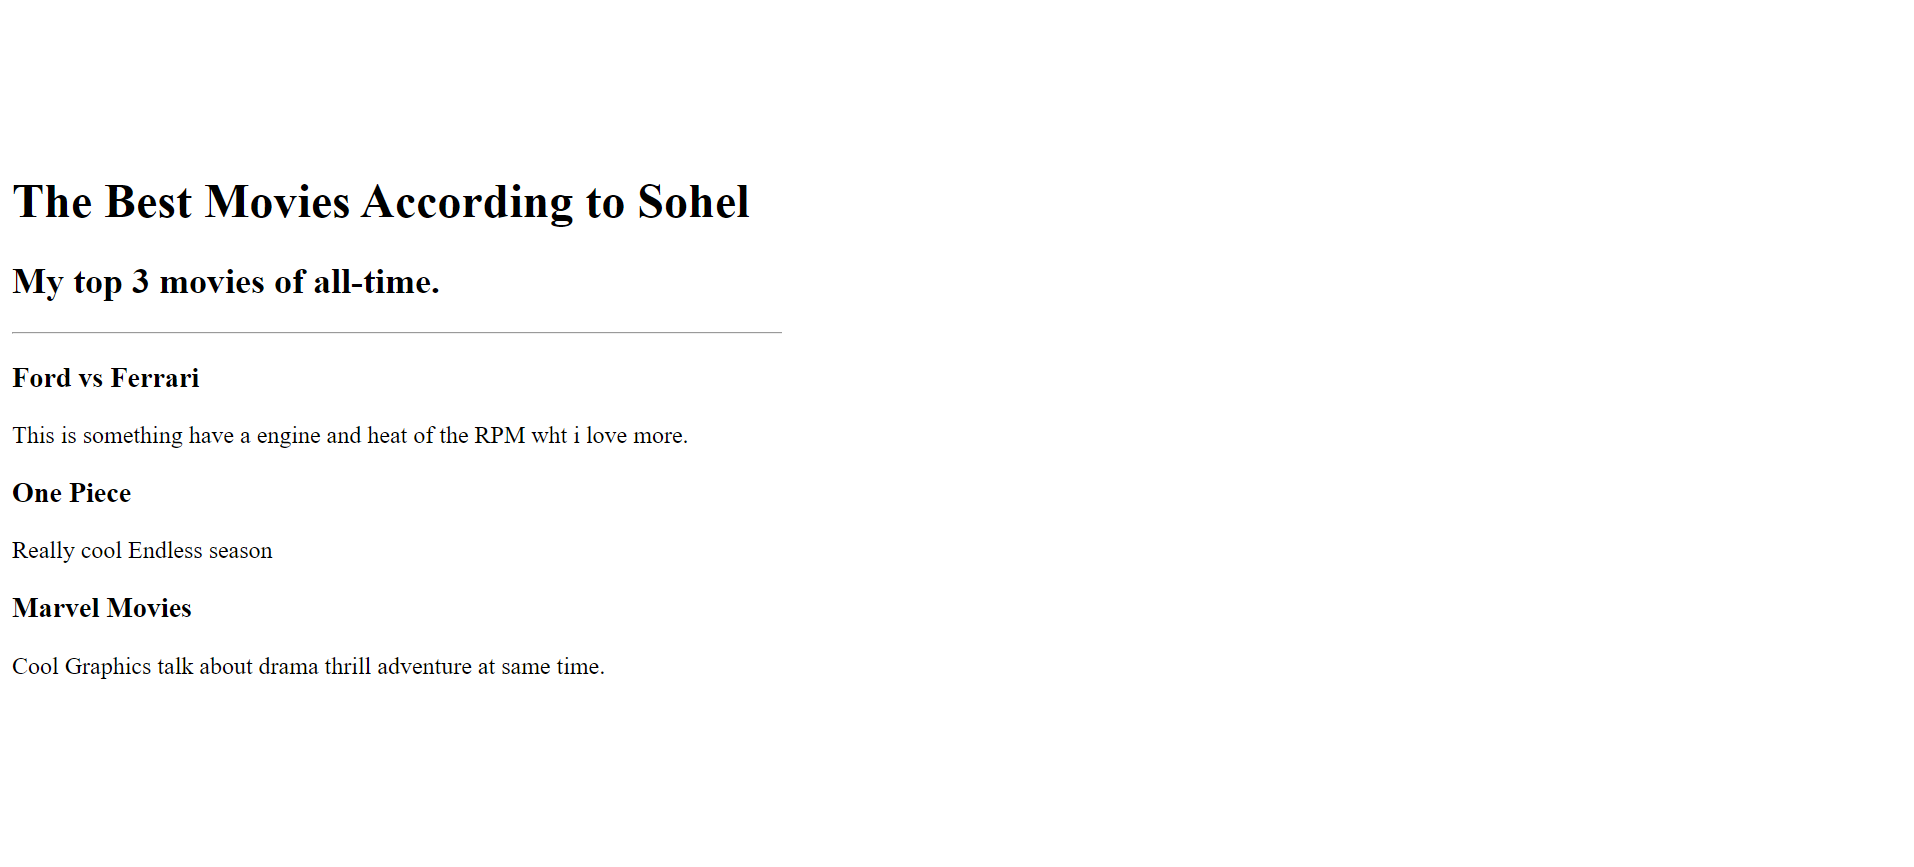 The Best Movies According to Sohel
My top 3 movies of all-time.
Ford vs Ferrari
This is something have a engine and heat of the RPM wht i love more.
One Piece
Really cool Endless season
Marvel Movies
Cool Graphics talk about drama thrill adventure at same time.